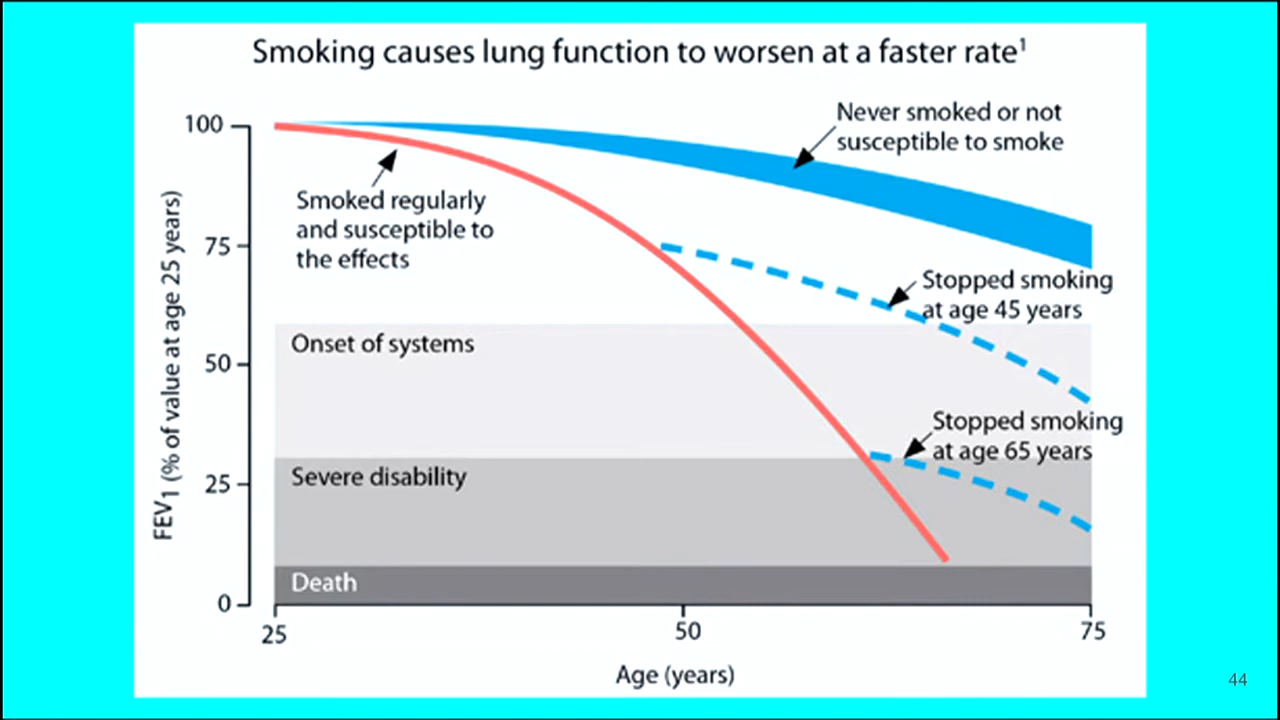 Smoking causes lung function to worsen at a faster rate¹
Never smoked or not
susceptible to smoke
100
Smoked regularly
and susceptible to
the effects
75
Stopped smoking
at age 45 years
Onset of systems
50
Stopped smoking
at age 65 years
Severe disability
25
Death
0
FEV1 (% of value at age 25 years)
25
50
75
Age (years)
44